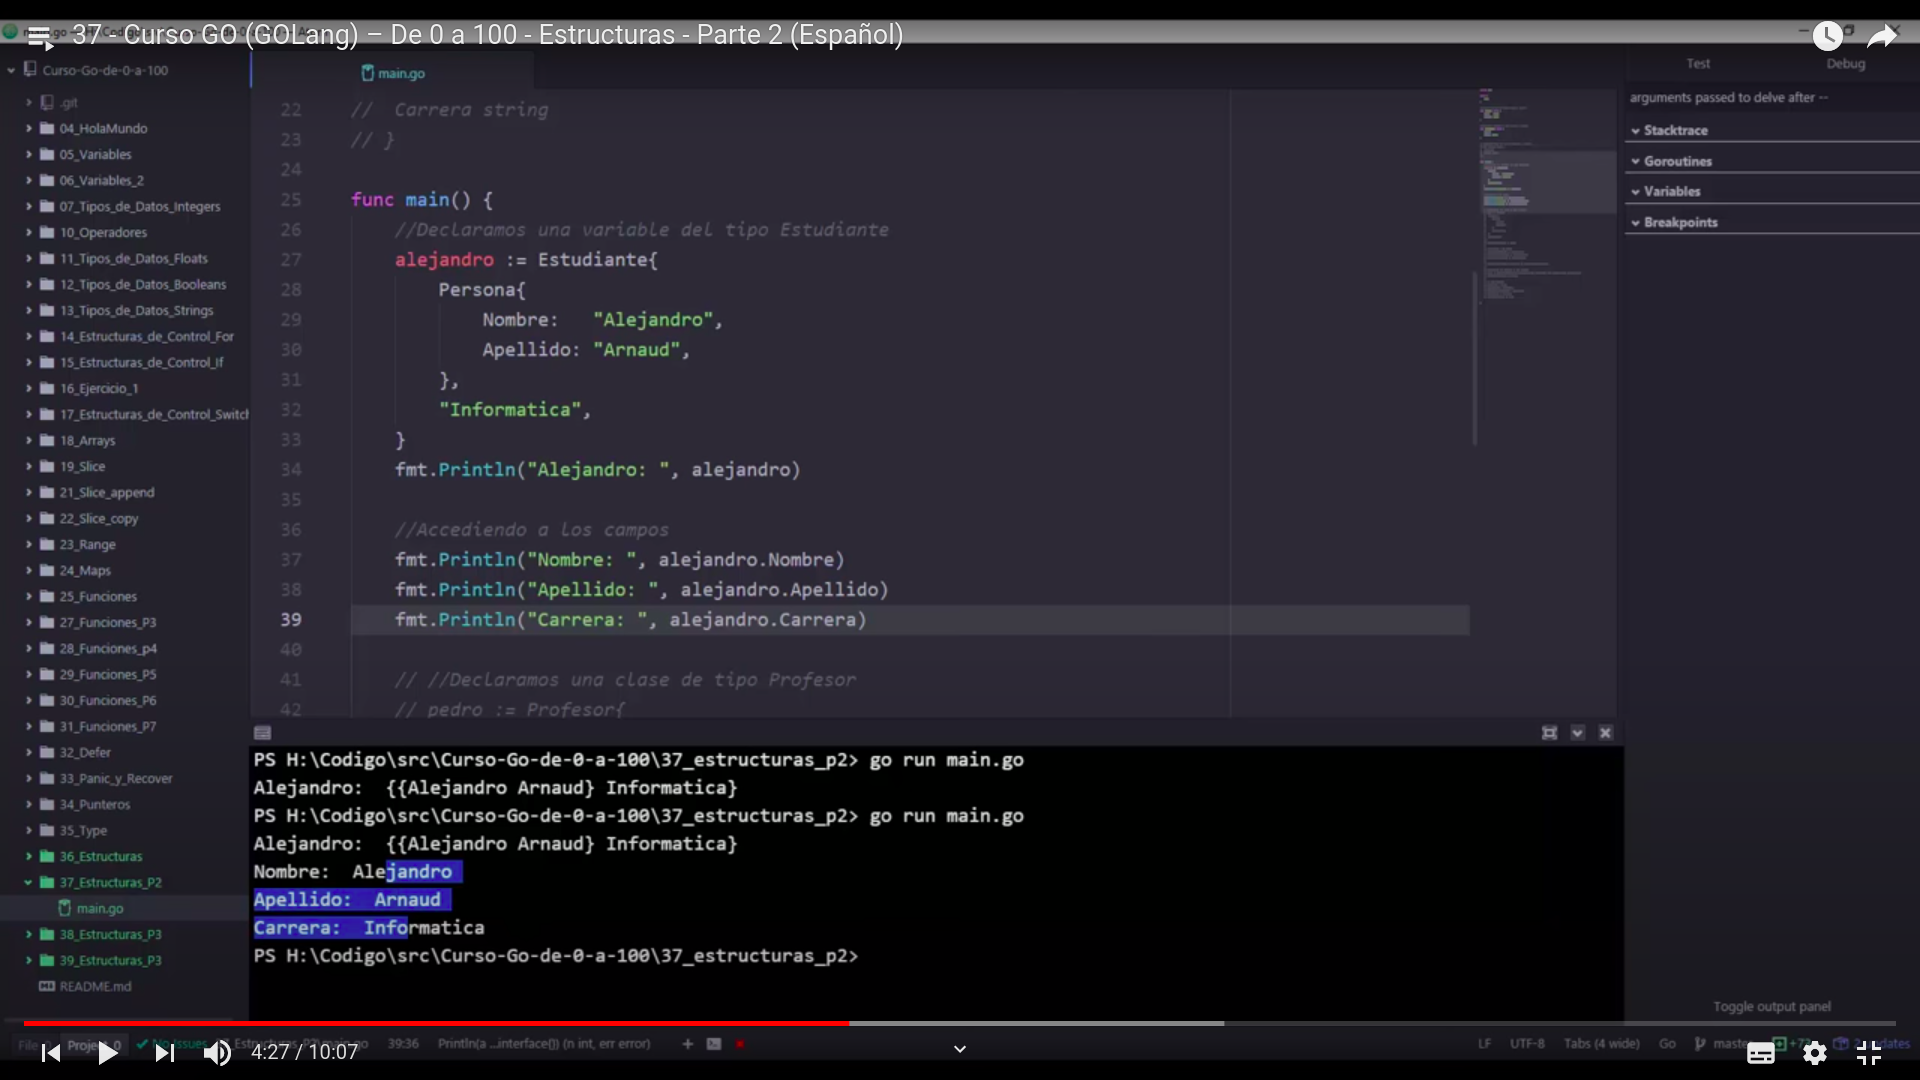 37 - Curso GO (GOLang) – De 0 a 100 - Estructuras - Parte 2 (Español)
Curso-Go-de-0-a-100
.git
04_HolaMundo
05_Variables
06_Variables_2
07_Tipos_de_Datos_Integers
10_Operadores
11_Tipos_de_Datos_Floats
12_Tipos_de_Datos_Booleans
13_Tipos_de_Datos_Strings
14_Estructuras_de_Control_For
15_Estructuras_de_Control_If
16_Ejercicio_1
17_Estructuras_de_Control_Switch
18_Arrays
19_Slice
21_Slice_append
22_Slice_copy
23_Range
24_Maps
25_Funciones
27_Funciones_P3
28_Funciones_p4
29_Funciones_P5
30_Funciones_P6
31_Funciones_P7
32_Defer
33_Panic_y_Recover
34_Punteros
35_Type
36_Estructuras
37_Estructuras_P2
main.go
38_Estructuras_P3
39_Estructuras_P3
README.md
main.go
22 //  Carrera string
23 // }
24
25 func main() {
26 //Declaramos una variable del tipo Estudiante
27 alejandro := Estudiante{
28 Persona{
29 Nombre:   "Alejandro",
30 Apellido: "Arnaud",
31 },
32 "Informatica",
33 }
34 fmt.Println("Alejandro: ", alejandro)
35
36 //Accediendo a los campos
37 fmt.Println("Nombre: ", alejandro.Nombre)
38 fmt.Println("Apellido: ", alejandro.Apellido)
39 fmt.Println("Carrera: ", alejandro.Carrera)
40
41 // //Declaramos una clase de tipo Profesor
42 // pedro := Profesor{
Test Debug
arguments passed to delve after --
Stacktrace
Goroutines
Variables
Breakpoints
PS H:\Codigo\src\Curso-Go-de-0-a-100\37_estructuras_p2> go run main.go
Alejandro:  {{Alejandro Arnaud} Informatica}
PS H:\Codigo\src\Curso-Go-de-0-a-100\37_estructuras_p2> go run main.go
Alejandro:  {{Alejandro Arnaud} Informatica}
Nombre:  Alejandro
Apellido:  Arnaud
Carrera:  Informatica
PS H:\Codigo\src\Curso-Go-de-0-a-100\37_estructuras_p2>
Toggle output panel
File 0 Project 0 No Issues 39:36 Println(a ...interface{}) (n int, err error) LF UTF-8 Tabs (4 wide) Go
4:27 / 10:07